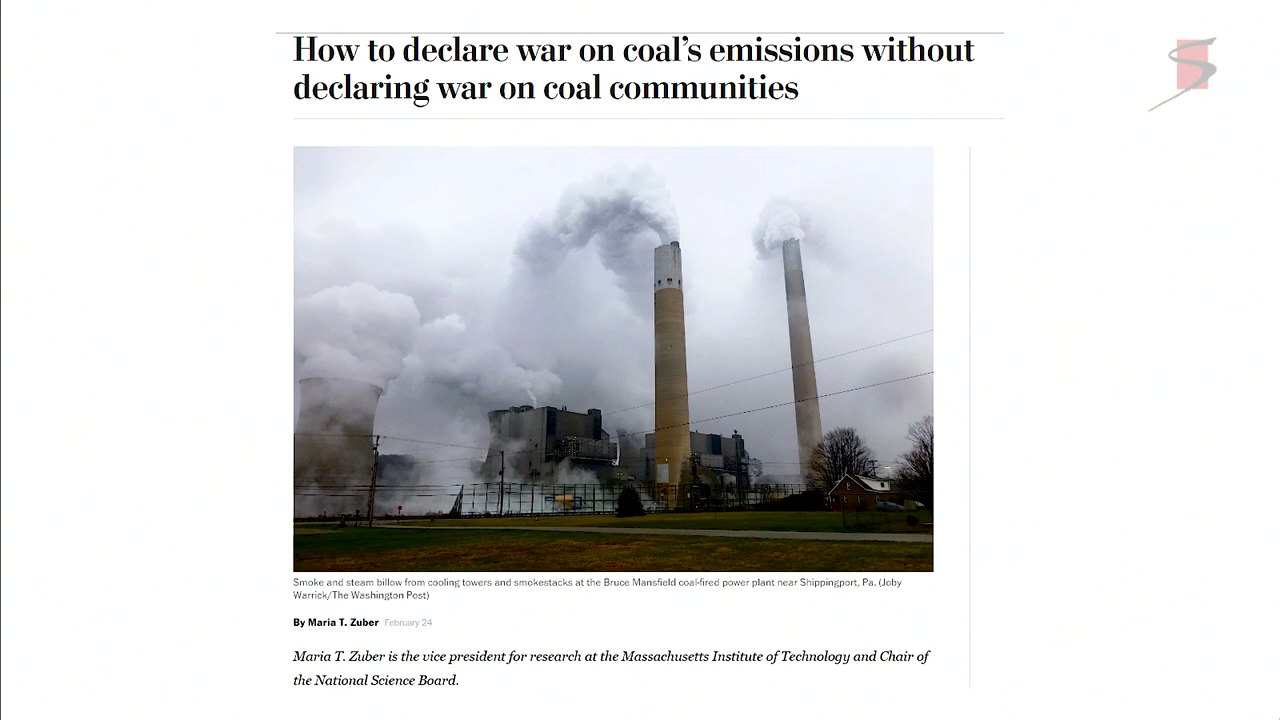 How to declare war on coal’s emissions without
declaring war on coal communities
Smoke and steam billow from cooling towers and smokestacks at the Bruce Mansfield coal-fired power plant near Shippingport, Pa. (Joby
Warrick/The Washington Post)
By Maria T. Zuber February 24
Maria T. Zuber is the vice president for research at the Massachusetts Institute of Technology and Chair of
the National Science Board.